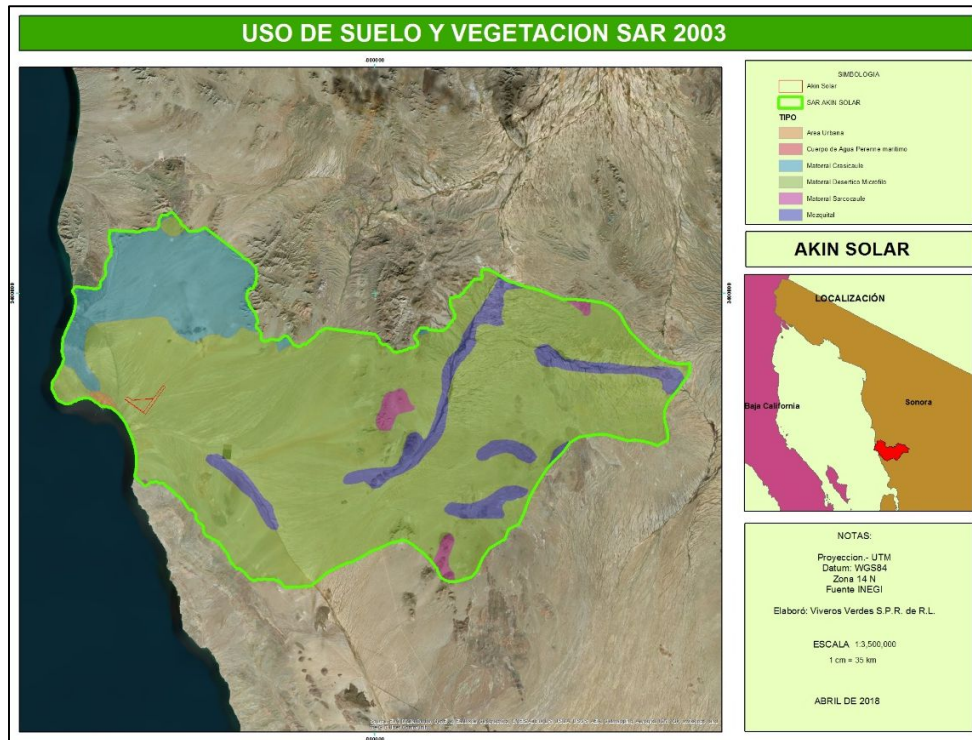 USO DE SUELO Y VEGETACION SAR 2003
SIMBOLOGIA
Akin Solar
SAR AKIN SOLAR
TIPO
Area Urbana
Cuerpo de Agua Perenne maritimo
Matorral Crasicaule
Matorral Desertico Microfilo
Matorral Sarcocaule
Mezquital
AKIN SOLAR
LOCALIZACIÓN
Baja California
Sonora
NOTAS:
Proyeccion.- UTM
Datum: WGS84
Zona 14 N
Fuente INEGI
Elaboró: Viveros Verdes S.P.R. de R.L.
ESCALA 1:3,500,000
1 cm = 35 km
ABRIL DE 2018